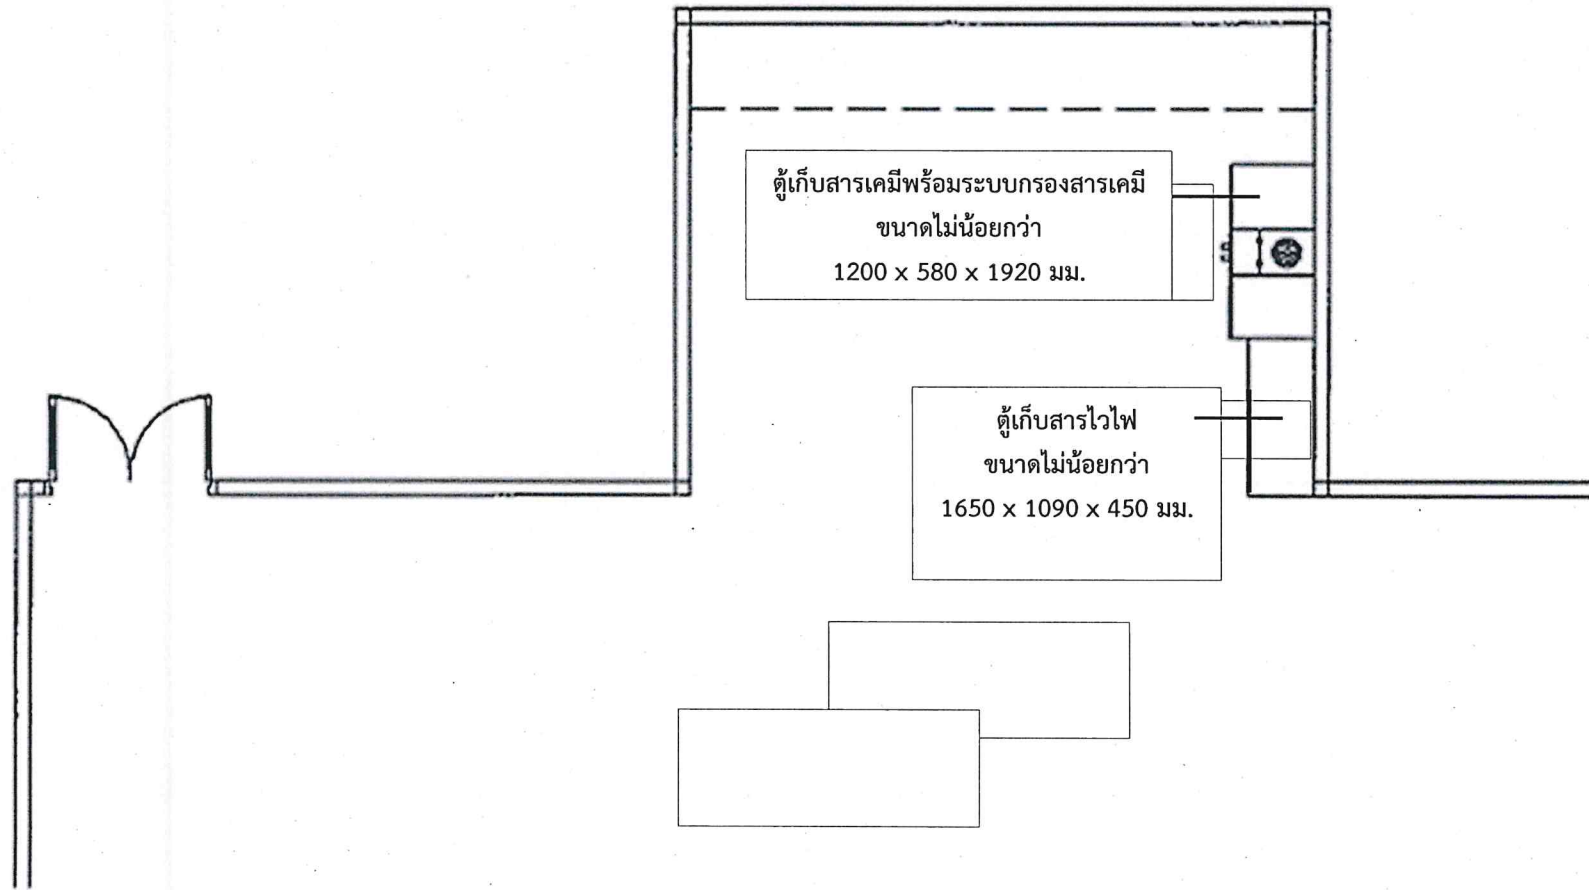 ตู้เก็บสารเคมีพร้อมระบบกรองสารเคมี
ขนาดไม่น้อยกว่า
1200 x 580 x 1920 มม.
ตู้เก็บสารไวไฟ
ขนาดไม่น้อยกว่า
1650 x 1090 x 450 มม.